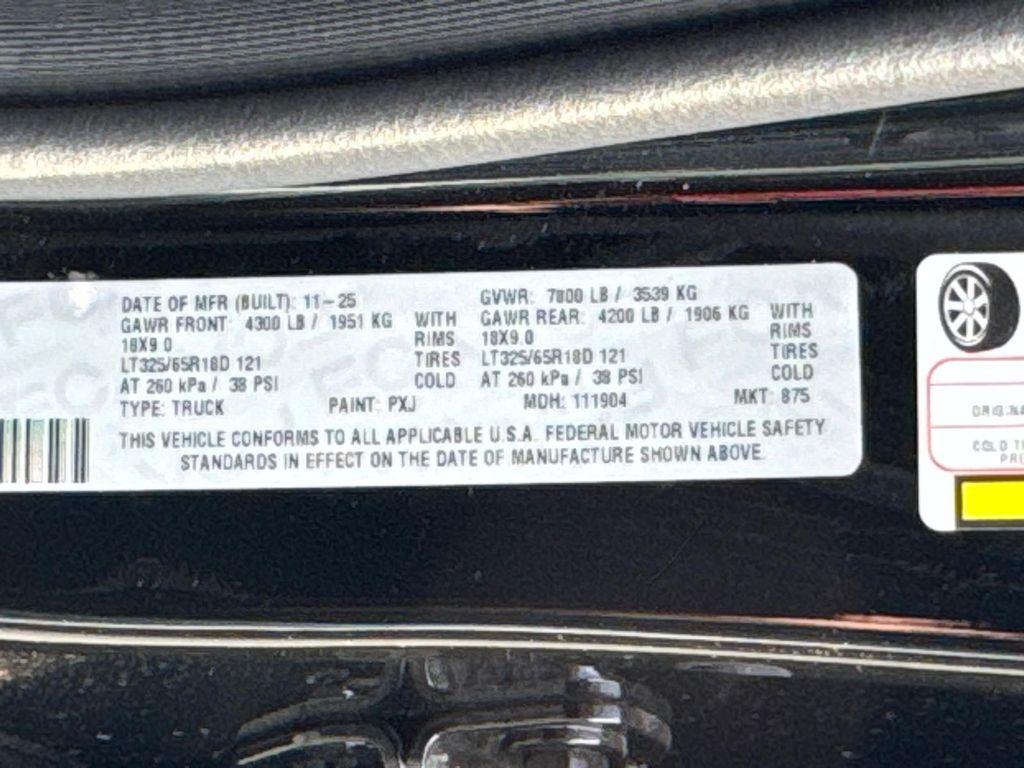 DATE OF MFR (BUILT): 11-25
GVWR: 7800 LB / 3539 KG
GAWR FRONT: 4300 LB / 1951 KG WITH
18X9.0 RIMS
LT325/65R18D 121 TIRES
AT 260 kPa / 38 PSI COLD
GAWR REAR: 4200 LB / 1906 KG WITH
18X9.0 RIMS
LT325/65R18D 121 TIRES
AT 260 kPa / 38 PSI COLD
TYPE: TRUCK PAINT: PXJ MDH: 111904 MKT: 875
THIS VEHICLE CONFORMS TO ALL APPLICABLE U.S.A. FEDERAL MOTOR VEHICLE SAFETY
STANDARDS IN EFFECT ON THE DATE OF MANUFACTURE SHOWN ABOVE.
COLD